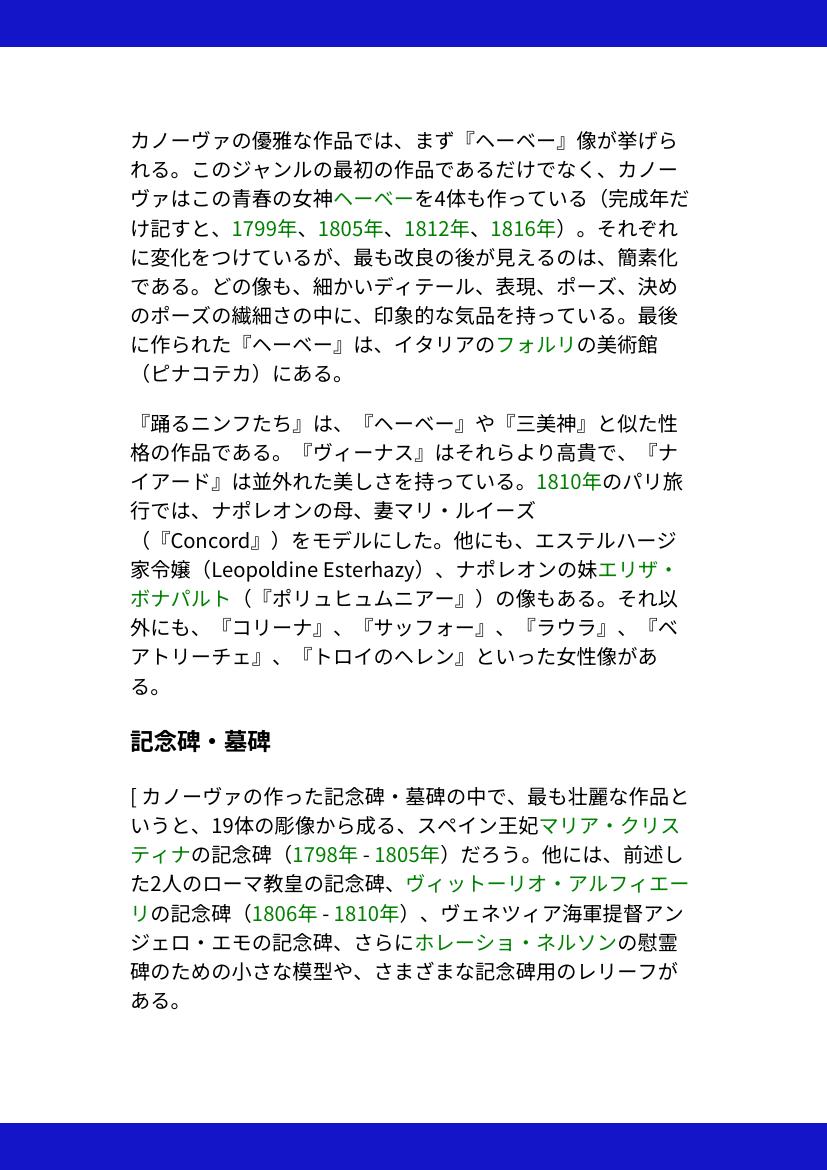 カノーヴァの優雅な作品では、まず『ヘーベー』像が挙げら
れる。このジャンルの最初の作品であるだけでなく、カノー
ヴァはこの青春の女神ヘーベーを4体も作っている（完成年だ
け記すと、1799年、1805年、1812年、1816年）。それぞれ
に変化をつけているが、最も改良の後が見えるのは、簡素化
である。どの像も、細かいディテール、表現、ポーズ、決め
のポーズの繊細さの中に、印象的な気品を持っている。最後
に作られた『ヘーベー』は、イタリアのフォルリの美術館
（ピナコテカ）にある。
『踊るニンフたち』は、『ヘーベー』や『三美神』と似た性
格の作品である。『ヴィーナス』はそれらより高貴で、『ナ
イアード』は並外れた美しさを持っている。1810年のパリ旅
行では、ナポレオンの母、妻マリ・ルイーズ
（『Concord』）をモデルにした。他にも、エステルハージ
家令嬢（Leopoldine Esterhazy）、ナポレオンの妹エリザ・
ボナパルト（『ポリュヒュムニアー』）の像もある。それ以
外にも、『コリーナ』、『サッフォー』、『ラウラ』、『ベ
アトリーチェ』、『トロイのヘレン』といった女性像があ
る。
記念碑・墓碑
[ カノーヴァの作った記念碑・墓碑の中で、最も壮麗な作品と
いうと、19体の彫像から成る、スペイン王妃マリア・クリス
ティナの記念碑（1798年 - 1805年）だろう。他には、前述し
た2人のローマ教皇の記念碑、ヴィットーリオ・アルフィエー
リの記念碑（1806年 - 1810年）、ヴェネツィア海軍提督アン
ジェロ・エモの記念碑、さらにホレーショ・ネルソンの慰霊
碑のための小さな模型や、さまざまな記念碑用のレリーフが
ある。